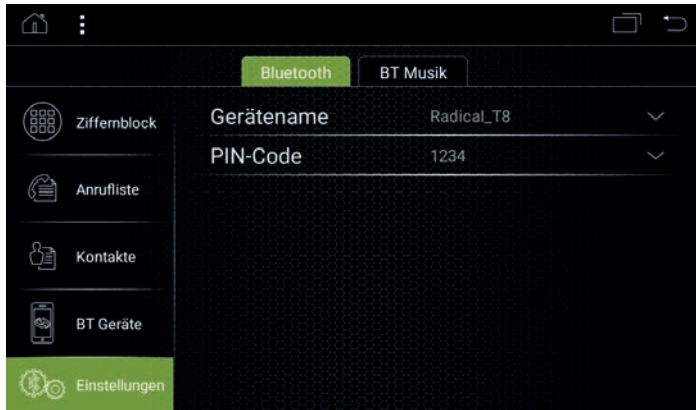 Bluetooth BT Musik
Ziffernblock
Anrufliste
Kontakte
BT Geräte
Einstellungen
Gerätename Radical_T8
PIN-Code 1234